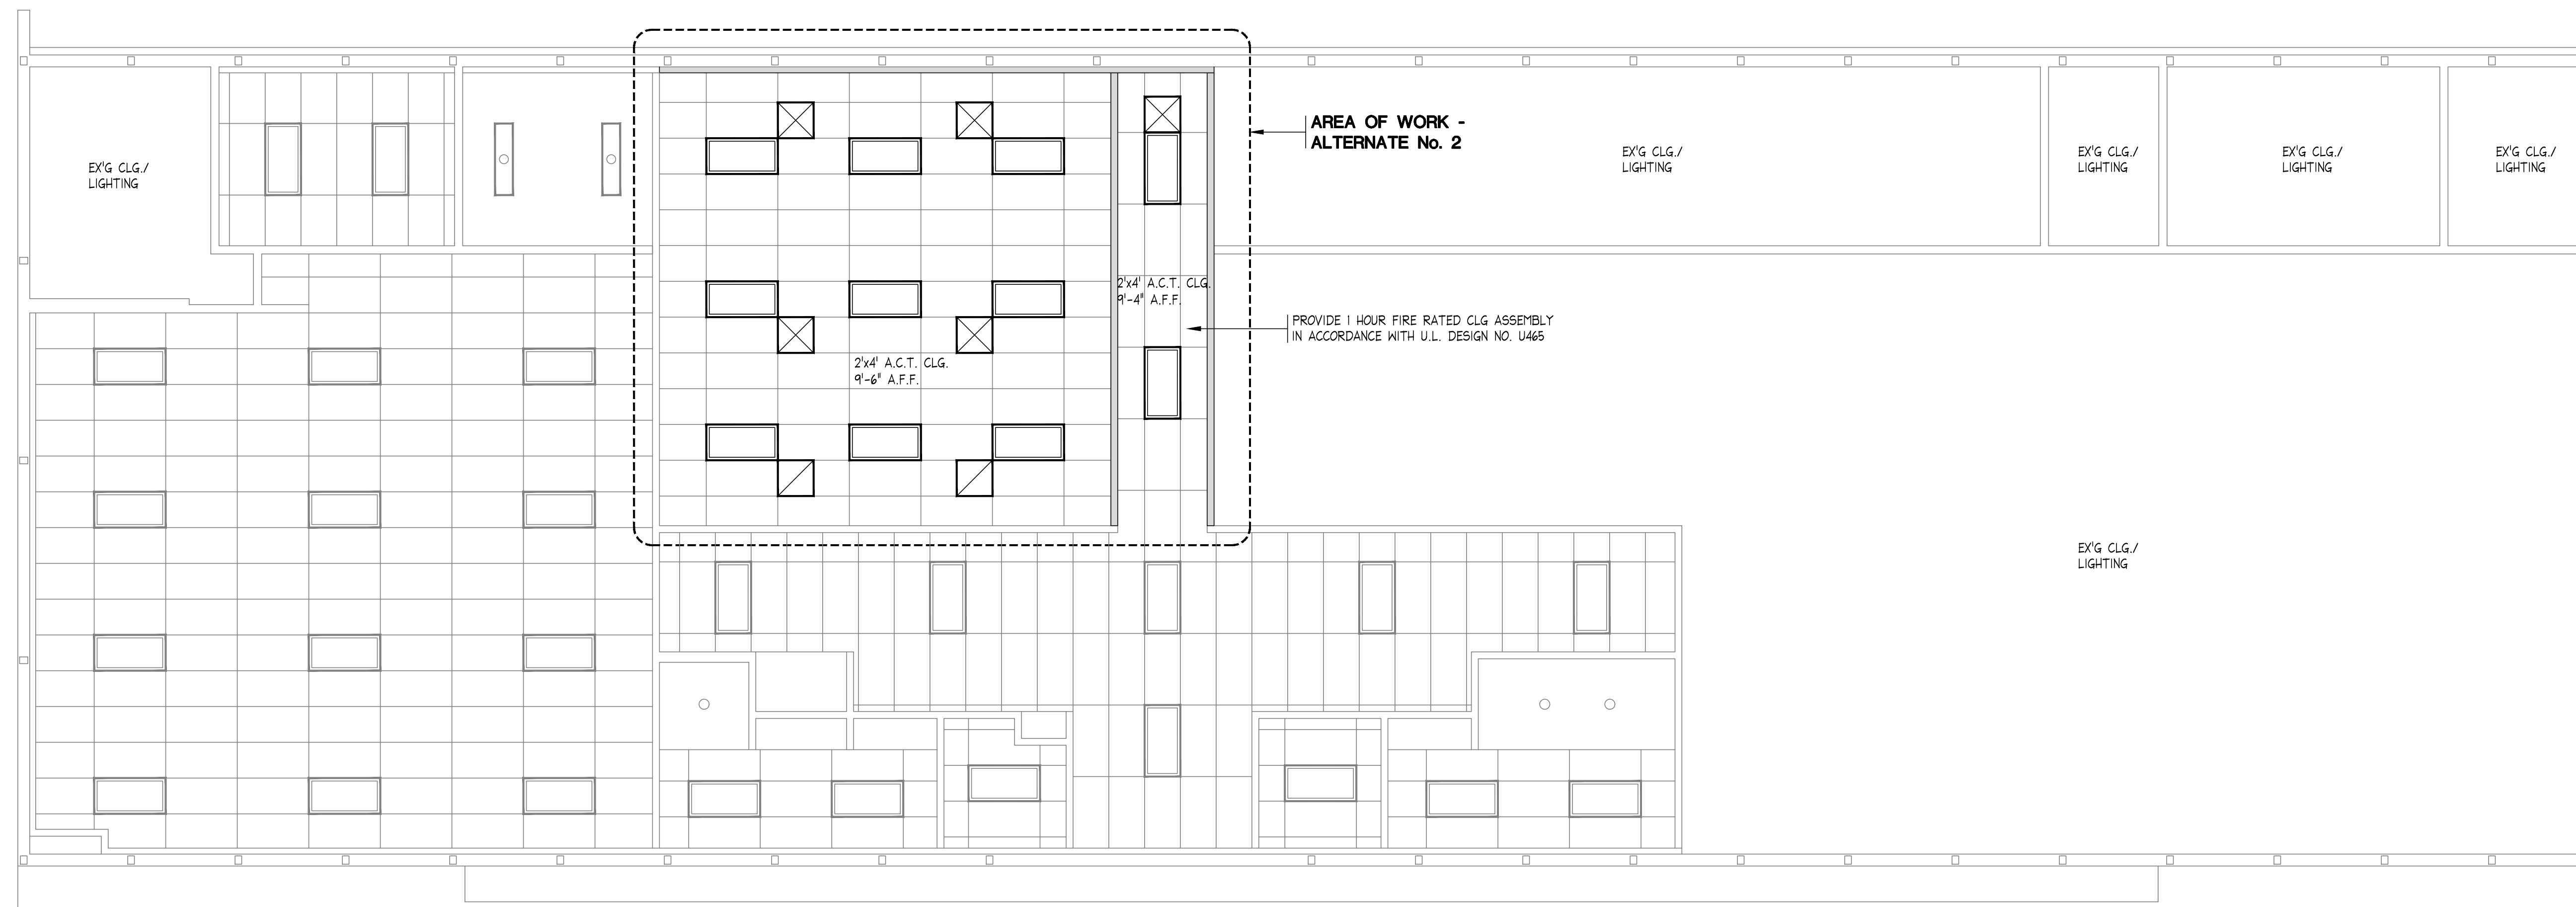 AREA OF WORK -
ALTERNATE No. 2
EX'G CLG./
LIGHTING
EX'G CLG./
LIGHTING
EX'G CLG./
LIGHTING
EX'G CLG./
LIGHTING
EX'G CLG./
LIGHTING
2'x4' A.C.T. CLG.
9'-4" A.F.F.
PROVIDE 1 HOUR FIRE RATED CLG ASSEMBLY
IN ACCORDANCE WITH U.L. DESIGN NO. U465
2'x4' A.C.T. CLG.
9'-6" A.F.F.
EX'G CLG./
LIGHTING